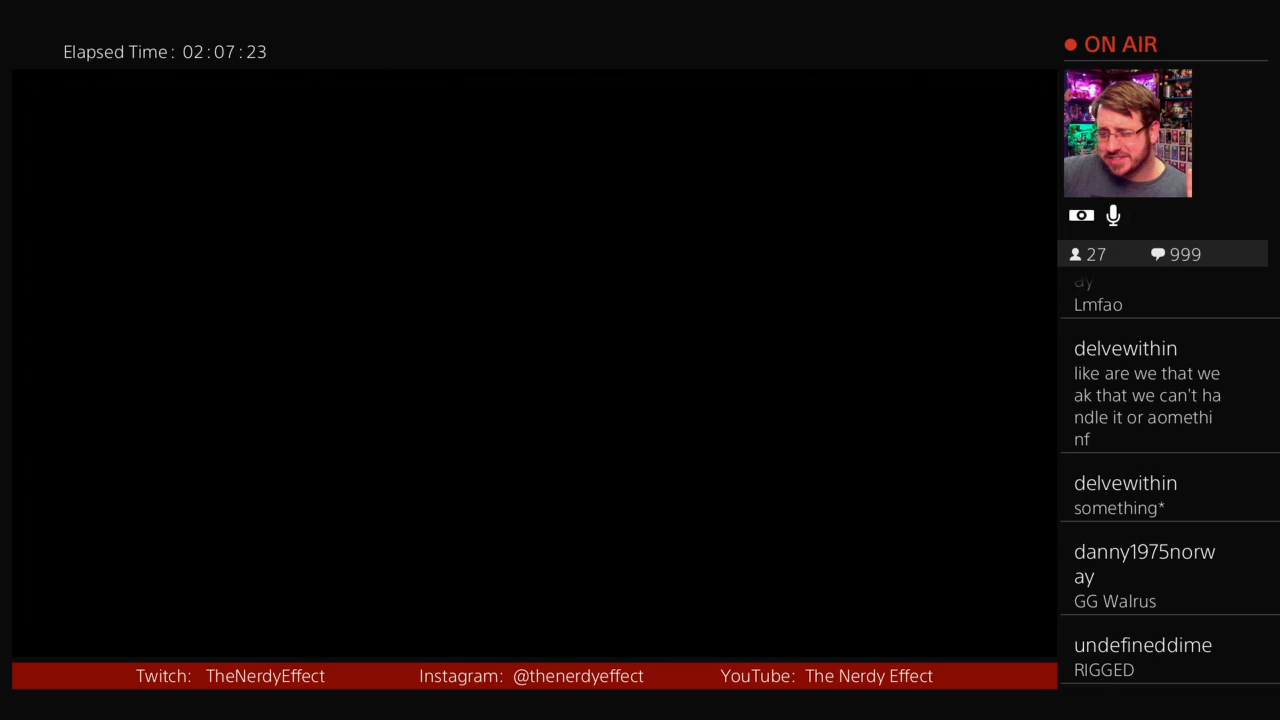 Elapsed Time: 02:07:23
ON AIR
27 999
ay
Lmfao
delvewithin
like are we that we
ak that we can't ha
ndle it or aomethi
nf
delvewithin
something*
danny1975norw
ay
GG Walrus
undefineddime
RIGGED
Twitch: TheNerdyEffect Instagram: @thenerdyeffect YouTube: The Nerdy Effect